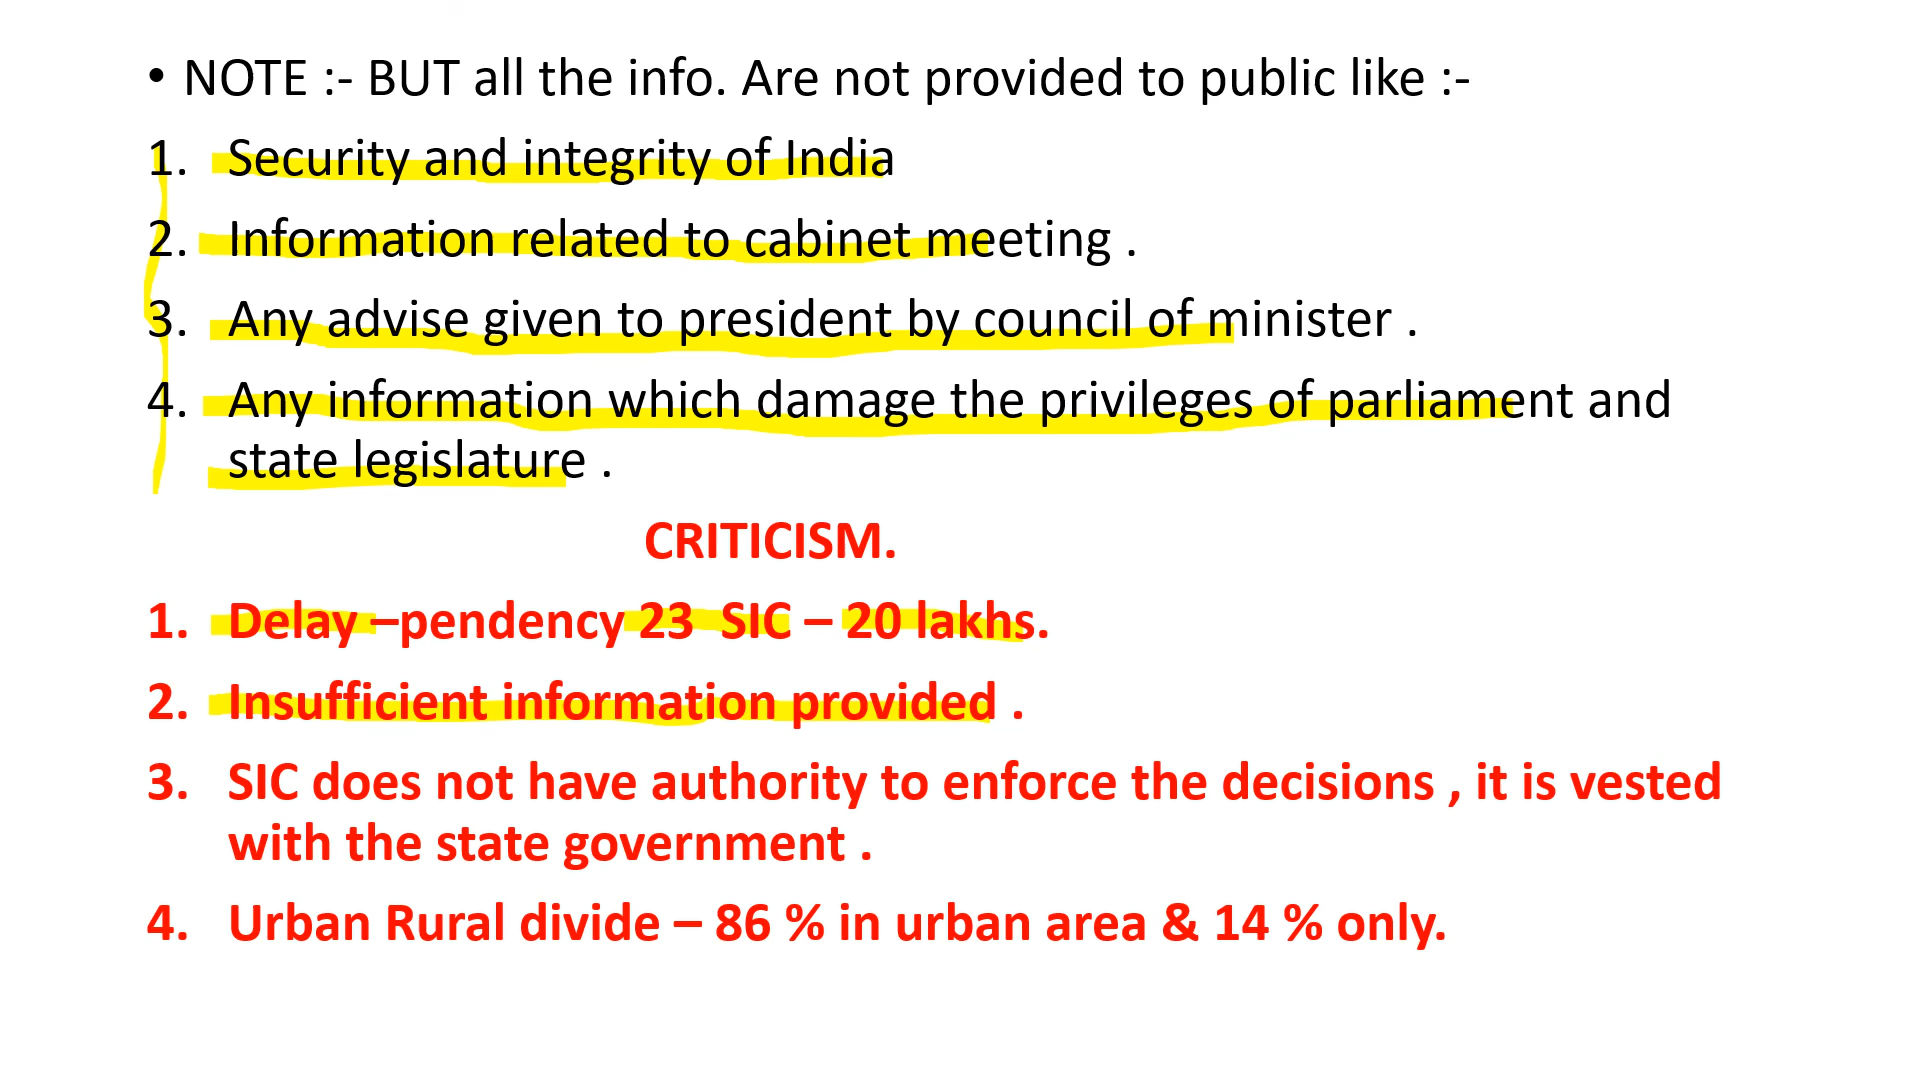 • NOTE :- BUT all the info. Are not provided to public like :-
1. Security and integrity of India
2. Information related to cabinet meeting .
3. Any advise given to president by council of minister .
4. Any information which damage the privileges of parliament and
state legislature .
CRITICISM.
1. Delay –pendency 23 SIC – 20 lakhs.
2. Insufficient information provided .
3. SIC does not have authority to enforce the decisions , it is vested
with the state government .
4. Urban Rural divide – 86 % in urban area & 14 % only.